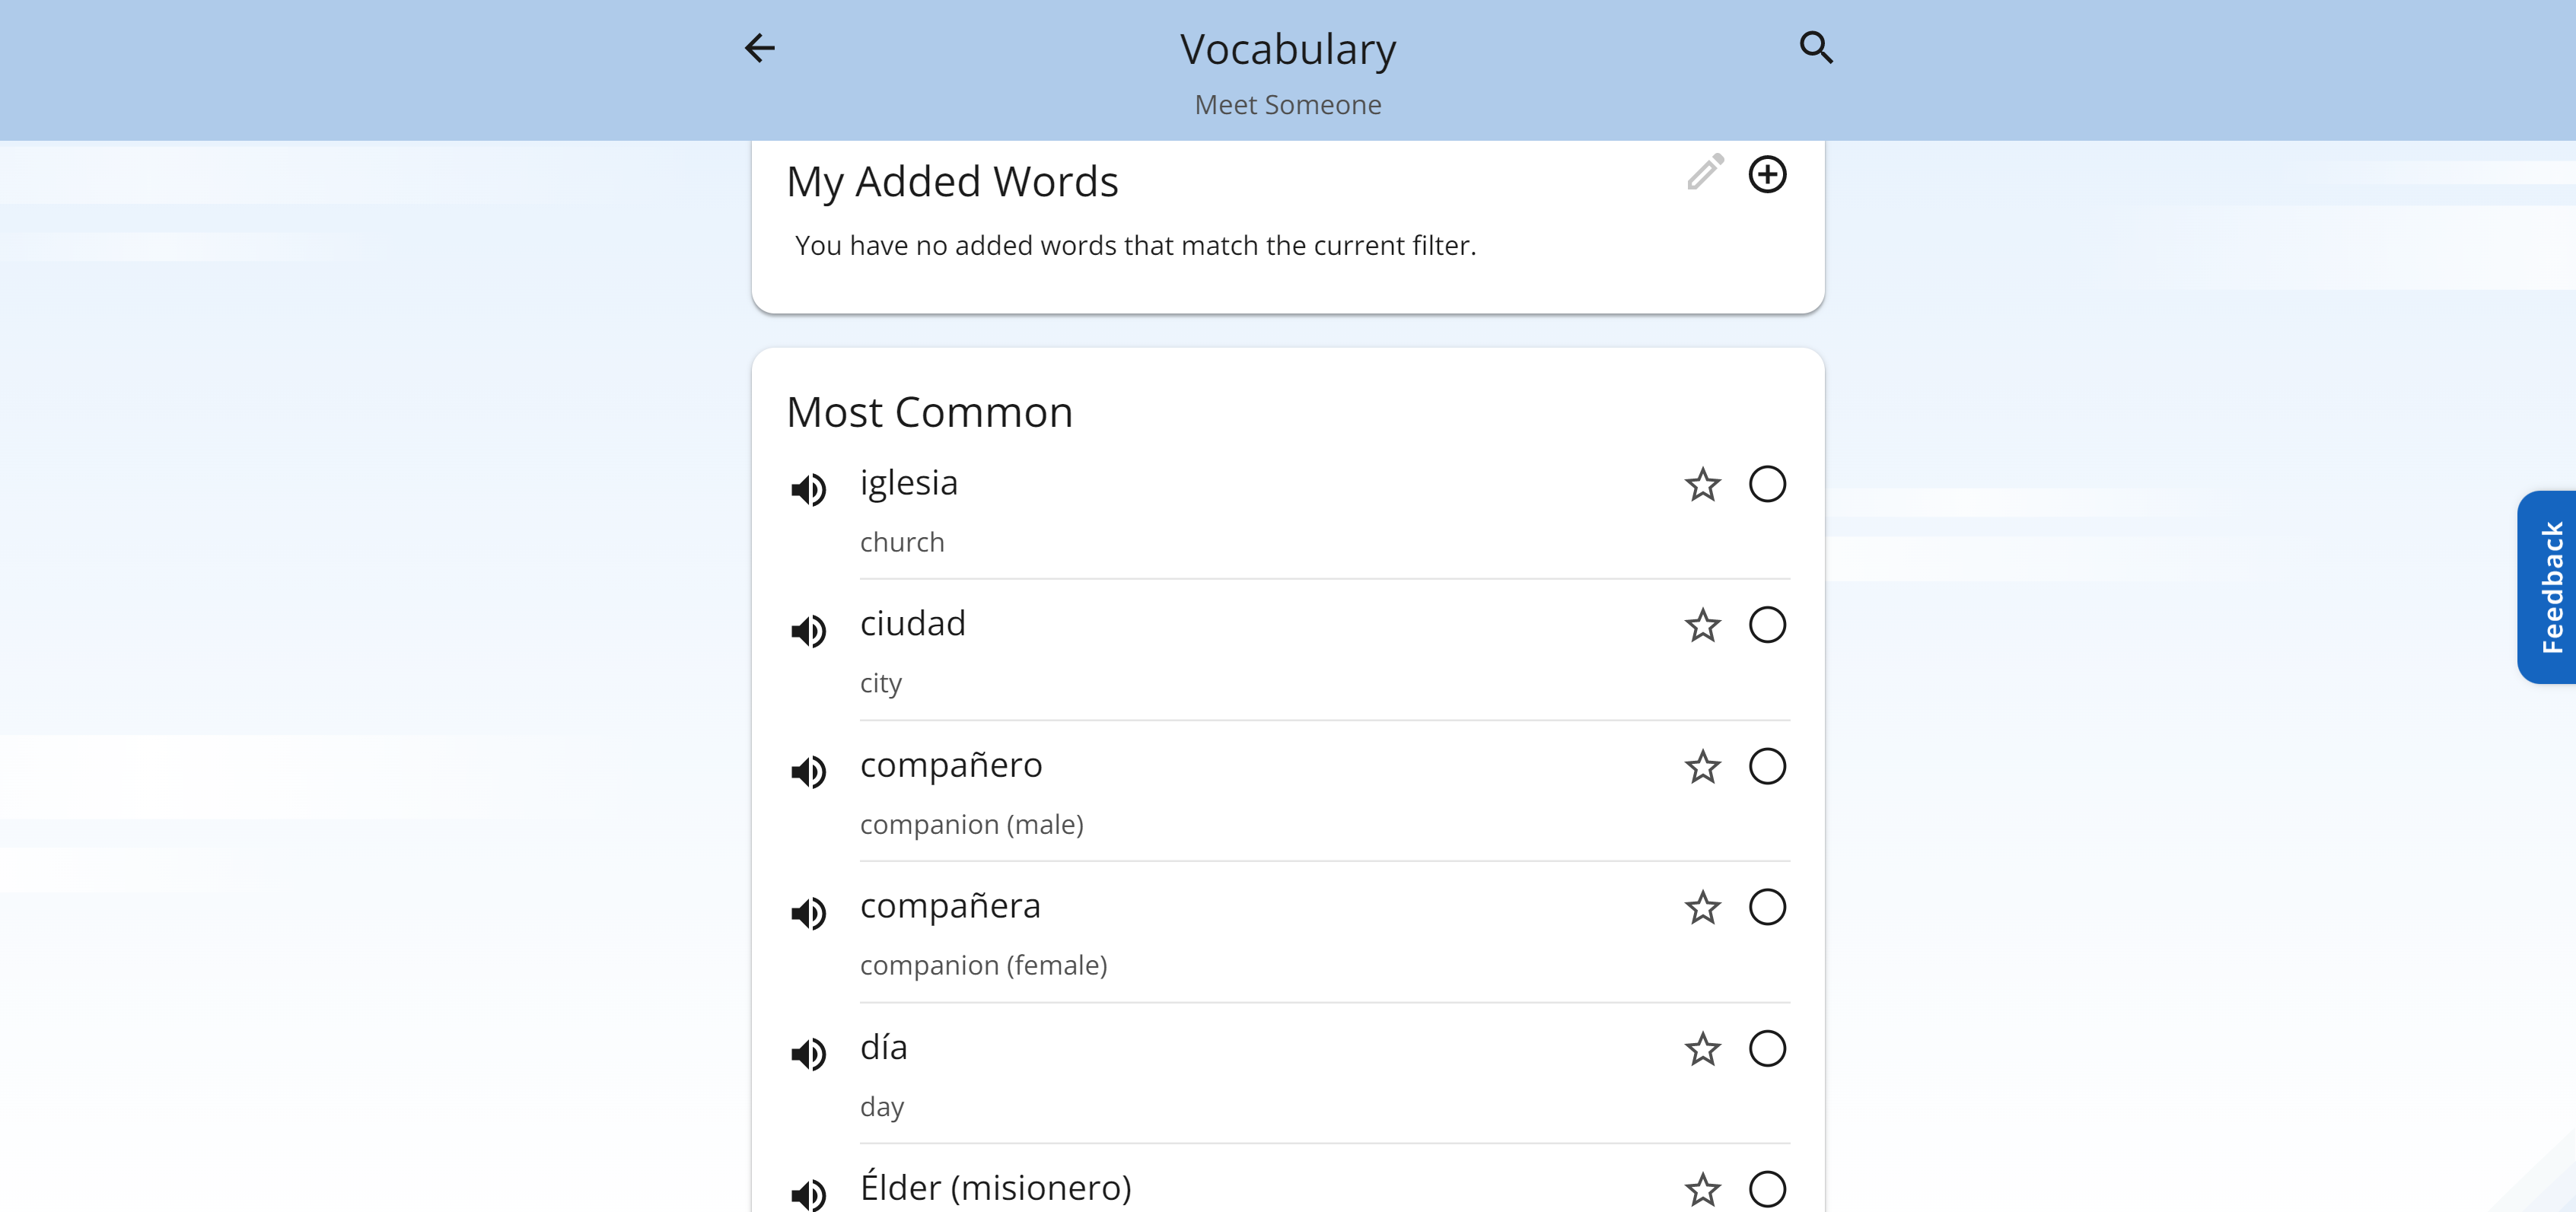 Vocabulary
Meet Someone
My Added Words
You have no added words that match the current filter.
Most Common
iglesia
church
ciudad
city
compañero
companion (male)
compañera
companion (female)
día
day
Élder (misionero)
Feedback